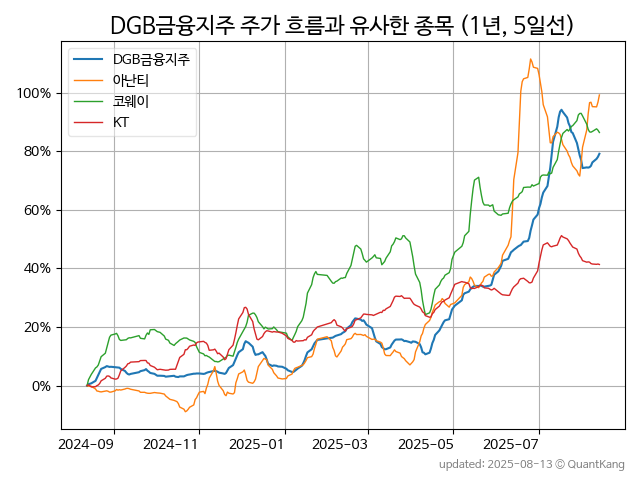 DGB금융지주 주가 흐름과 유사한 종목 (1년, 5일선)
DGB금융지주
아난티
코웨이
KT
100%
80%
60%
40%
20%
0%
2024-09
2024-11
2025-01
2025-03
2025-05
2025-07
updated: 2025-08-13 © QuantKang